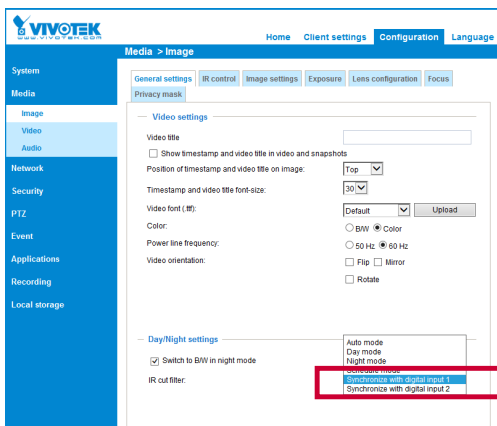 VIVOTEK
www.vivotek.com
Home Client settings Configuration Language
Media > Image
System
Media
Image
Video
Audio
Network
Security
PTZ
Event
Applications
Recording
Local storage
General settings IR control Image settings Exposure Lens configuration Focus
Privacy mask
Video settings
Video title
Show timestamp and video title in video and snapshots
Position of timestamp and video title on image: Top
Timestamp and video title font-size: 30
Video font (.ttf): Default Upload
Color: B/W Color
Power line frequency: 50 Hz 60 Hz
Video orientation: Flip Mirror
Rotate
Day/Night settings
Switch to B/W in night mode
IR cut filter:
Auto mode
Day mode
Night mode
Schedule mode
Synchronize with digital input 1
Synchronize with digital input 2